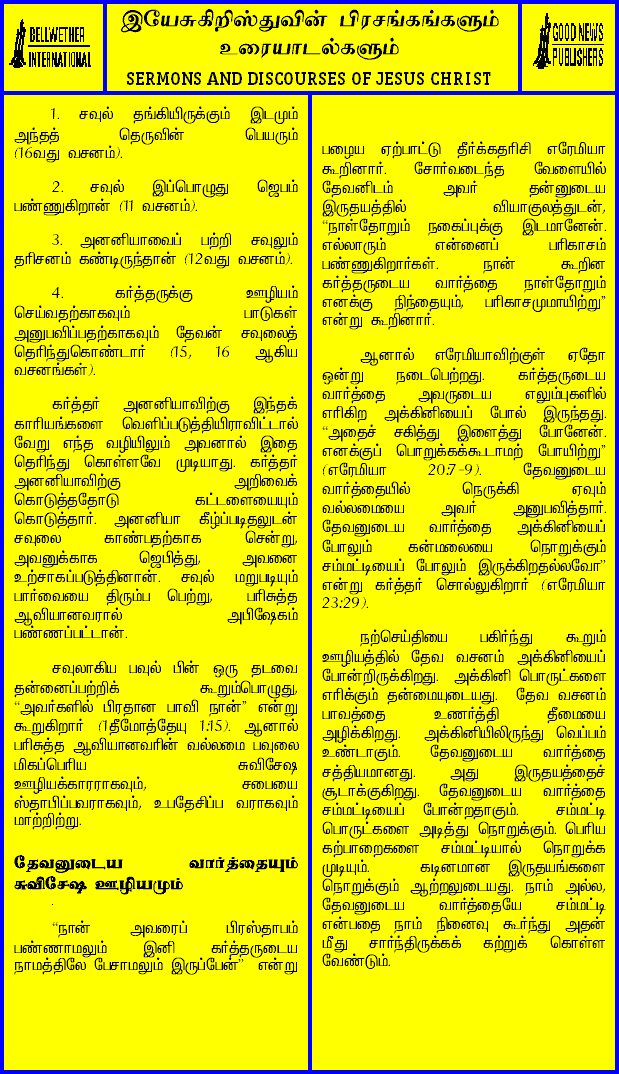 BELLWETHER
INTERNATIONAL
இயேசுகிறிஸ்துவின் பிரசங்கங்களும்
உரையாடல்களும்
SERMONS AND DISCOURSES OF JESUS CHRIST
GOOD NEWS
PUBLISHERS
1. சவுல் தங்கியிருக்கும் இடமும்
அந்தத் தெருவின் பெயரும்
(16வது வசனம்).
2. சவுல் இப்பொழுது ஜெபம்
பண்ணுகிறான் (11 வசனம்).
3. அனனியாவைப் பற்றி சவுலும்
தரிசனம் கண்டிருந்தான் (12வது வசனம்).
4. கர்த்தருக்கு ஊழியம்
செய்வதற்காகவும் பாடுகள்
அனுபவிப்பதற்காகவும் தேவன் சவுலைத்
தெரிந்துகொண்டார் (15, 16 ஆகிய
வசனங்கள்).
கர்த்தர் அனனியாவிற்கு இந்தக்
காரியங்களை வெளிப்படுத்தியிராவிட்டால்
வேறு எந்த வழியிலும் அவனால் இதை
தெரிந்து கொள்ளவே முடியாது. கர்த்தர்
அனனியாவிற்கு அறிவைக்
கொடுத்ததோடு கட்டளையையும்
கொடுத்தார். அனனியா கீழ்ப்படிதலுடன்
சவுலை காண்பதற்காக சென்று,
அவனுக்காக ஜெபித்து, அவனை
உற்சாகப்படுத்தினான். சவுல் மறுபடியும்
பார்வையை திரும்ப பெற்று, பரிசுத்த
ஆவியானவரால் அபிஷேகம்
பண்ணப்பட்டான்.
சவுலாகிய பவுல் பின் ஒரு தடவை
தன்னைப்பற்றிக் கூறும்பொழுது,
“அவர்களில் பிரதான பாவி நான்” என்று
கூறுகிறார் (1தீமோத்தேயு 1:15). ஆனால்
பரிசுத்த ஆவியானவரின் வல்லமை பவுலை
மிகப்பெரிய சுவிசேஷ
ஊழியக்காரராகவும், சபையை
ஸ்தாபிப்பவராகவும், உபதேசிப்ப வராகவும்
மாற்றிற்று.
தேவனுடைய வார்த்தையும்
சுவிசேஷ ஊழியமும்
“நான் அவரைப் பிரஸ்தாபம்
பண்ணாமலும் இனி கர்த்தருடைய
நாமத்திலே பேசாமலும் இருப்பேன்” என்று
பழைய ஏற்பாட்டு தீர்க்கதரிசி எரேமியா
கூறினார். சோர்வடைந்த வேளையில்
தேவனிடம் அவர் தன்னுடைய
இருதயத்தில் வியாகுலத்துடன்,
“நாள்தோறும் நகைப்புக்கு இடமானேன்.
எல்லாரும் என்னைப் பரிகாசம்
பண்ணுகிறார்கள். நான் கூறின
கர்த்தருடைய வார்த்தை நாள்தோறும்
எனக்கு நிந்தையும், பரிகாசமுமாயிற்று”
என்று கூறினார்.
ஆனால் எரேமியாவிற்குள் ஏதோ
ஒன்று நடைபெற்றது. கர்த்தருடைய
வார்த்தை அவருடைய எலும்புகளில்
எரிகிற அக்கினியைப் போல் இருந்தது.
“அதைச் சகித்து இளைத்து போனேன்.
எனக்குப் பொறுக்கக்கூடாமற் போயிற்று”
(எரேமியா 20:7-9). தேவனுடைய
வார்த்தையில் நெருக்கி ஏவும்
வல்லமையை அவர் அனுபவித்தார்.
தேவனுடைய வார்த்தை அக்கினியைப்
போலும் கன்மலையை நொறுக்கும்
சம்மட்டியைப் போலும் இருக்கிறதல்லவோ”
என்று கர்த்தர் சொல்லுகிறார் (எரேமியா
23:29).
நற்செய்தியை பகிர்ந்து கூறும்
ஊழியத்தில் தேவ வசனம் அக்கினியைப்
போன்றிருக்கிறது. அக்கினி பொருட்களை
எரிக்கும் தன்மையுடையது. தேவ வசனம்
பாவத்தை உணர்த்தி தீமையை
அழிக்கிறது. அக்கினியிலிருந்து வெப்பம்
உண்டாகும். தேவனுடைய வார்த்தை
சத்தியமானது. அது இருதயத்தைச்
சூடாக்குகிறது. தேவனுடைய வார்த்தை
சம்மட்டியைப் போன்றதாகும். சம்மட்டி
பொருட்களை அடித்து நொறுக்கும். பெரிய
கற்பாறைகளை சம்மட்டியால் நொறுக்க
முடியும். கடினமான இருதயங்களை
நொறுக்கும் ஆற்றலுடையது. நாம் அல்ல,
தேவனுடைய வார்த்தையே சம்மட்டி
என்பதை நாம் நினைவு கூர்ந்து அதன்
மீது சார்ந்திருக்கக் கற்றுக் கொள்ள
வேண்டும்.